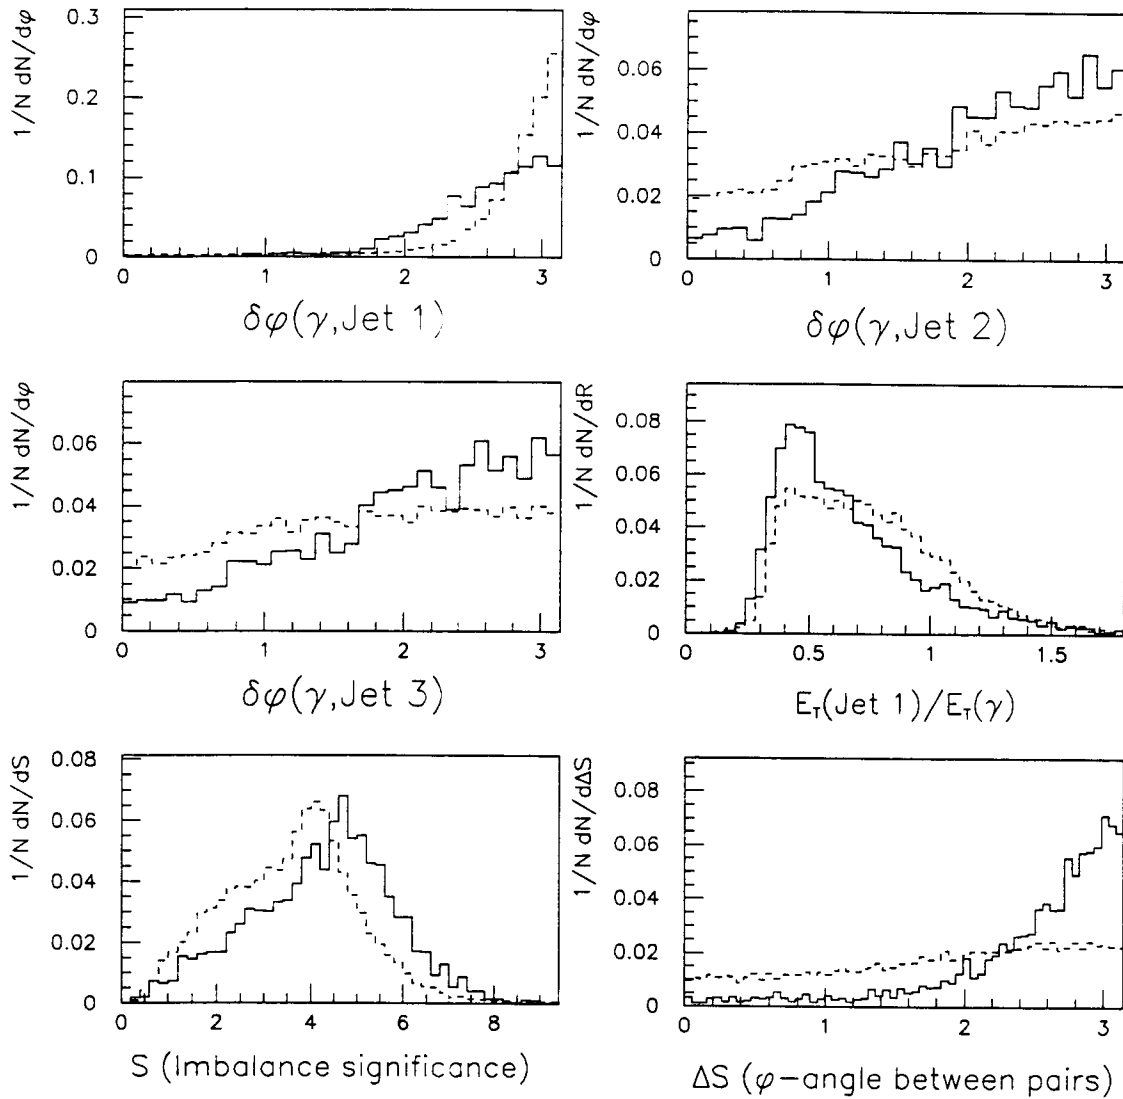 1/N dN/dφ
0.3
0.2
0.1
0
0 1 2 3
δφ(γ,Jet 1)
1/N dN/dφ
0.06
0.04
0.02
0
0 1 2 3
δφ(γ,Jet 2)
1/N dN/dφ
0.06
0.04
0.02
0
0 1 2 3
δφ(γ,Jet 3)
1/N dN/dR
0.08
0.06
0.04
0.02
0
0 0.5 1 1.5
E_T(Jet 1)/E_T(γ)
1/N dN/dS
0.08
0.06
0.04
0.02
0
0 2 4 6 8
S (Imbalance significance)
1/N dN/dΔS
0.08
0.06
0.04
0.02
0
0 1 2 3
ΔS (φ-angle between pairs)